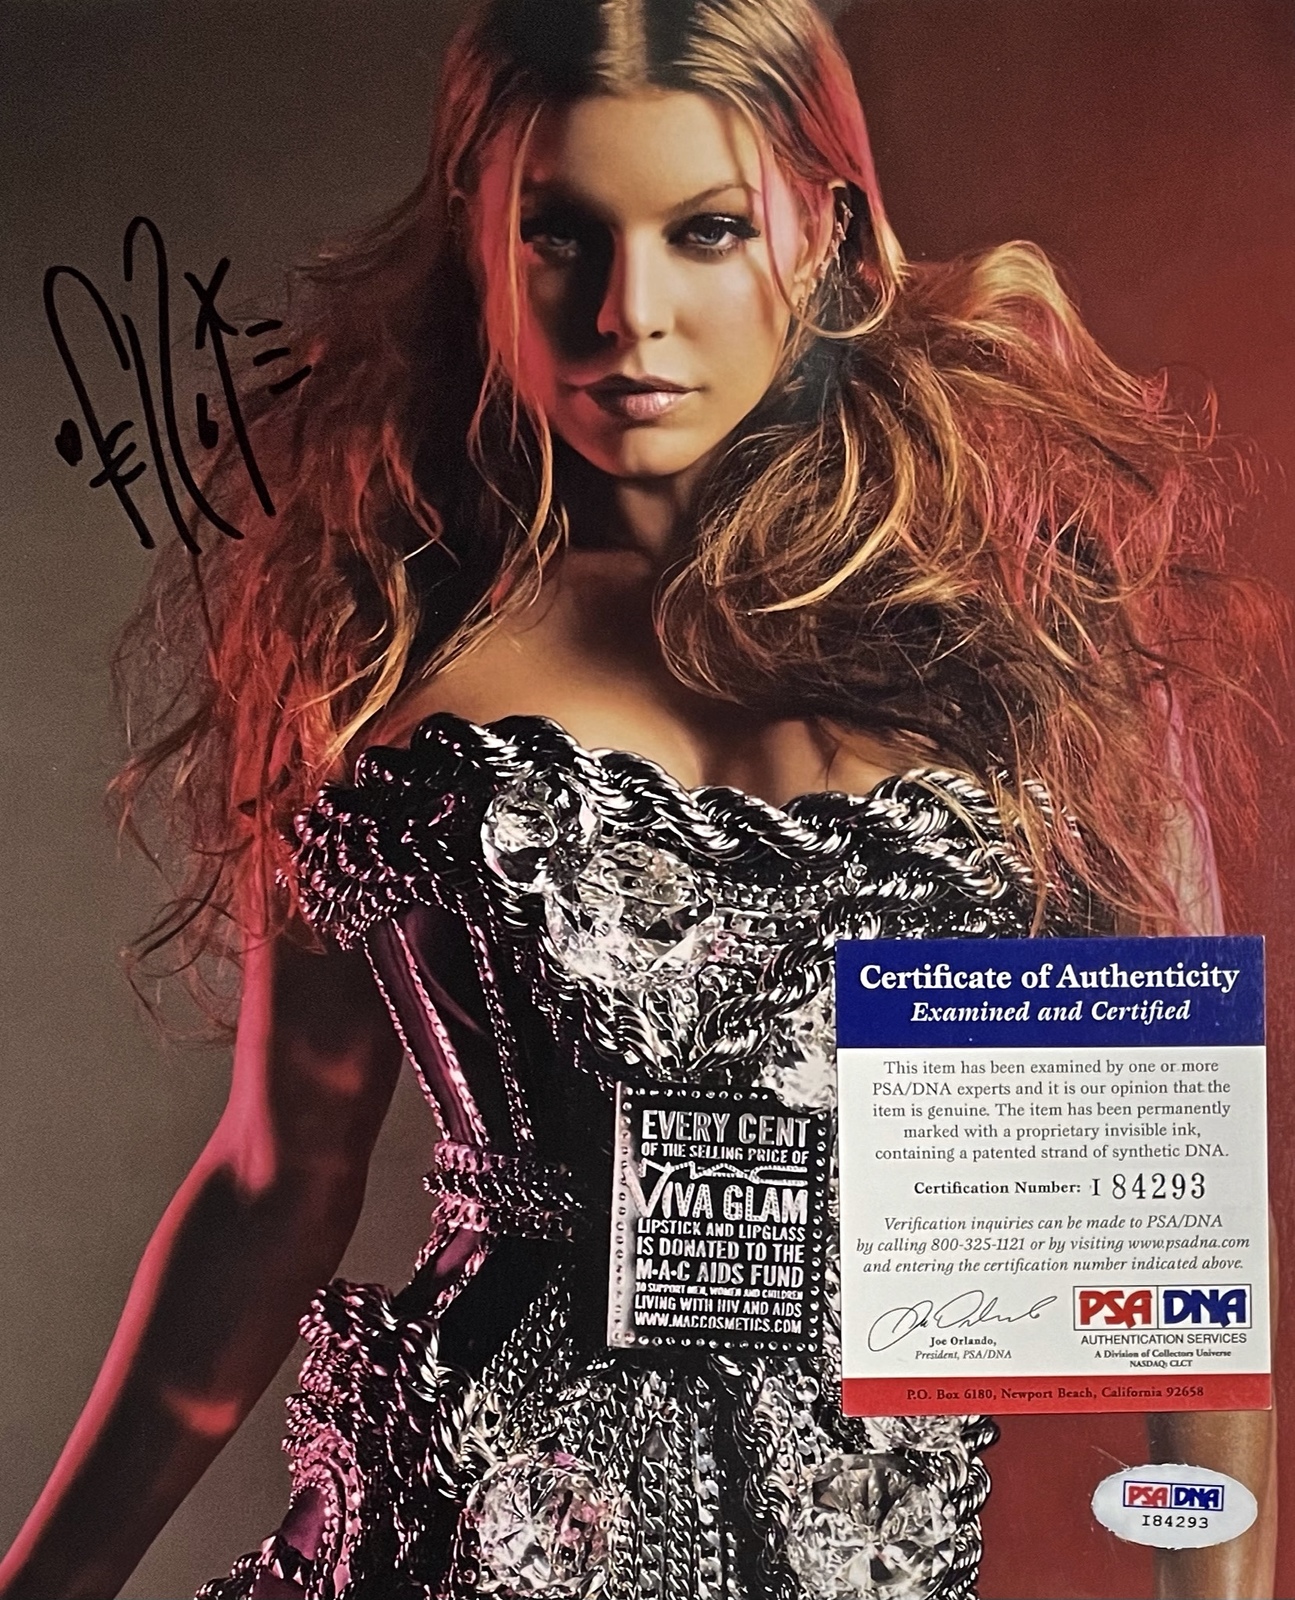 Certificate of Authenticity
Examined and Certified
This item has been examined by one or more
PSA/DNA experts and it is our opinion that the
item is genuine. The item has been permanently
marked with a proprietary invisible ink,
containing a patented strand of synthetic DNA.
Certification Number: I 84293
Verification inquiries can be made to PSA/DNA
by calling 800-325-1121 or by visiting www.psadna.com
and entering the certification number indicated above.
Joe Orlando,
President, PSA/DNA
PSA DNA
AUTHENTICATION SERVICES
A Division of Collectors Universe
NASDAQ: CLCT
P.O. Box 6180, Newport Beach, California 92658
EVERY CENT
OF THE SELLING PRICE OF
MAC
VIVA GLAM
LIPSTICK AND LIPGLASS
IS DONATED TO THE
M·A·C AIDS FUND
TO SUPPORT MEN, WOMEN AND CHILDREN
LIVING WITH HIV AND AIDS
WWW.MACCOSMETICS.COM
PSA DNA
I84293